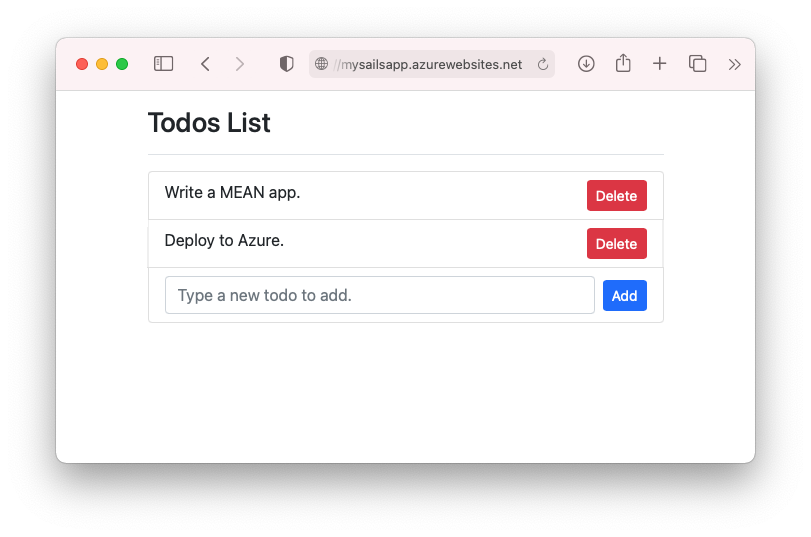 //mysailsapp.azurewebsites.net
Todos List
Write a MEAN app.
Delete
Deploy to Azure.
Delete
Type a new todo to add.
Add